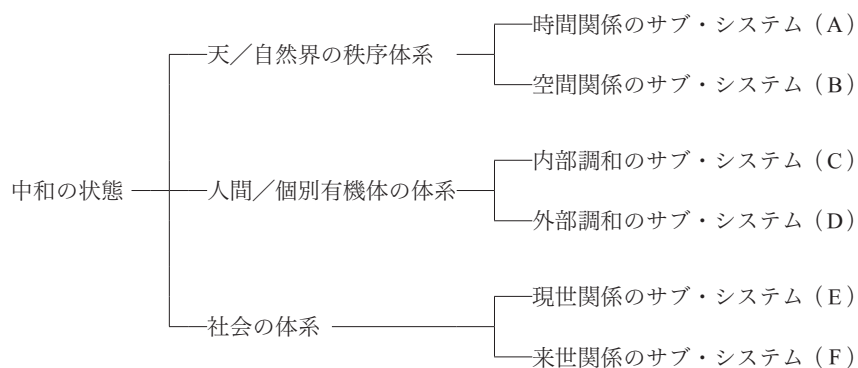 時間関係のサブ・システム（A）
天／自然界の秩序体系
空間関係のサブ・システム（B）
内部調和のサブ・システム（C）
中和の状態
人間／個別有機体の体系
外部調和のサブ・システム（D）
現世関係のサブ・システム（E）
社会の体系
来世関係のサブ・システム（F）